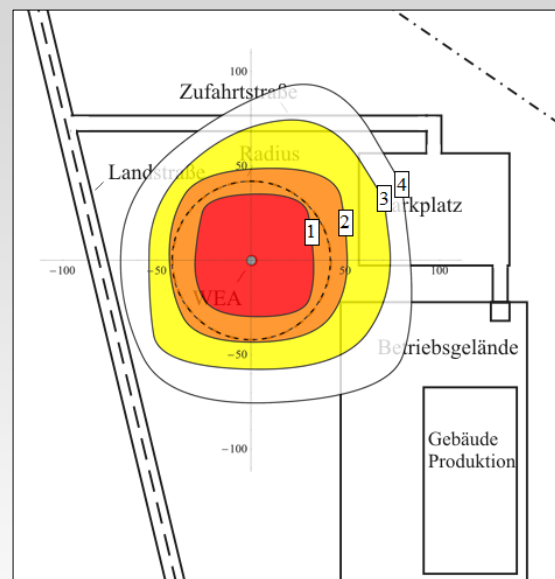 100
Zufahrtstraße
Radius
50
Landstraße
4
3
Parkplatz
2
1
-100
-50
50
100
WEA
-50
Betriebsgelände
-100
Gebäude
Produktion